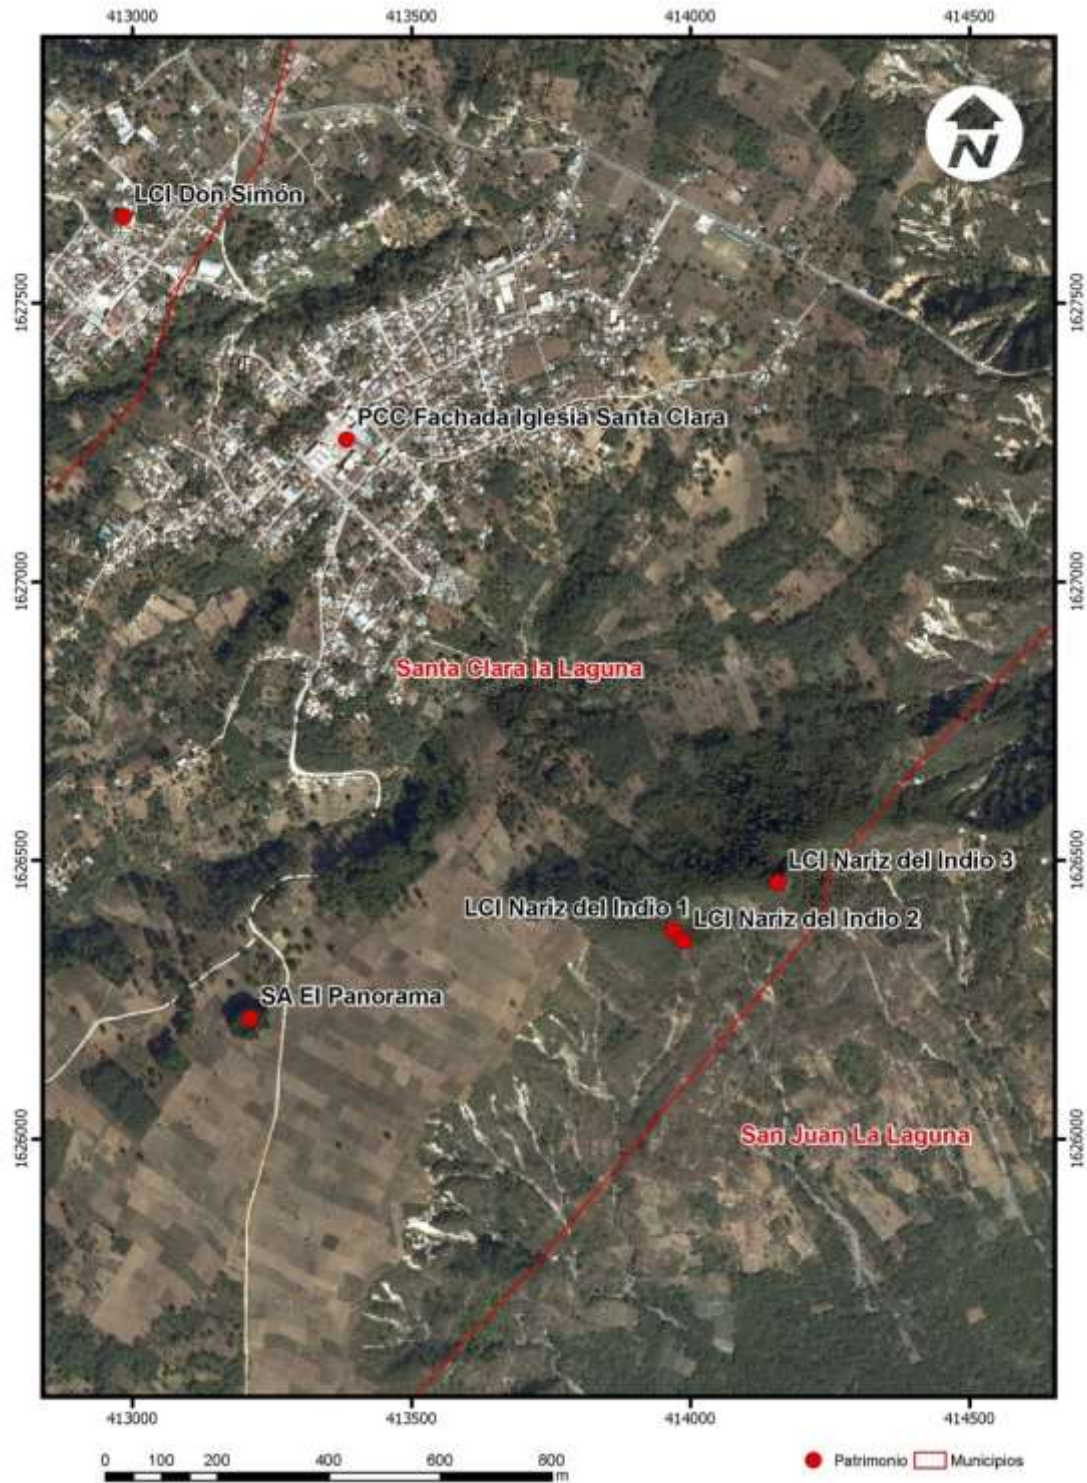 413000 413500 414000 414500
N
LCI Don Simón
1627500 1627500
PCC Fachada Iglesia Santa Clara
1627000 1627000
Santa Clara la Laguna
1626500 1626500
LCI Nariz del Indio 3
LCI Nariz del Indio 1
LCI Nariz del Indio 2
SA El Panorama
1626000 1626000
San Juan La Laguna
413000 413500 414000 414500
0 100 200 400 600 800
m
Patrimonio Municipios